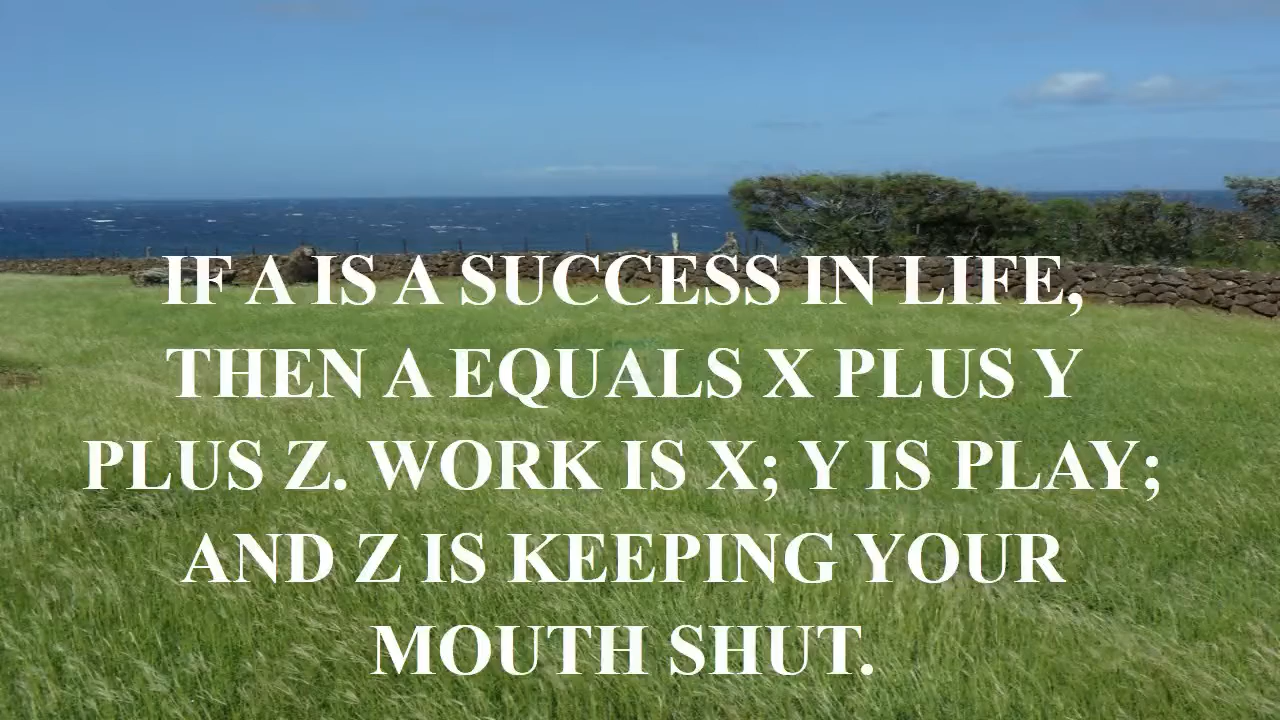 IF A IS A SUCCESS IN LIFE,
THEN A EQUALS X PLUS Y
PLUS Z. WORK IS X; Y IS PLAY;
AND Z IS KEEPING YOUR
MOUTH SHUT.